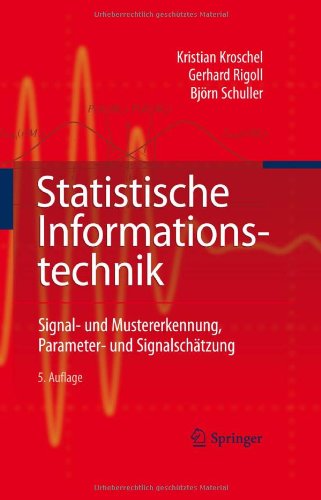 Urheberrechtlich geschütztes Material
Kristian Kroschel
Gerhard Rigoll
Björn Schuller
Statistische
Informations-
technik
Signal- und Mustererkennung,
Parameter- und Signalschätzung
5. Auflage
Springer
Urheberrechtlich geschütztes Material